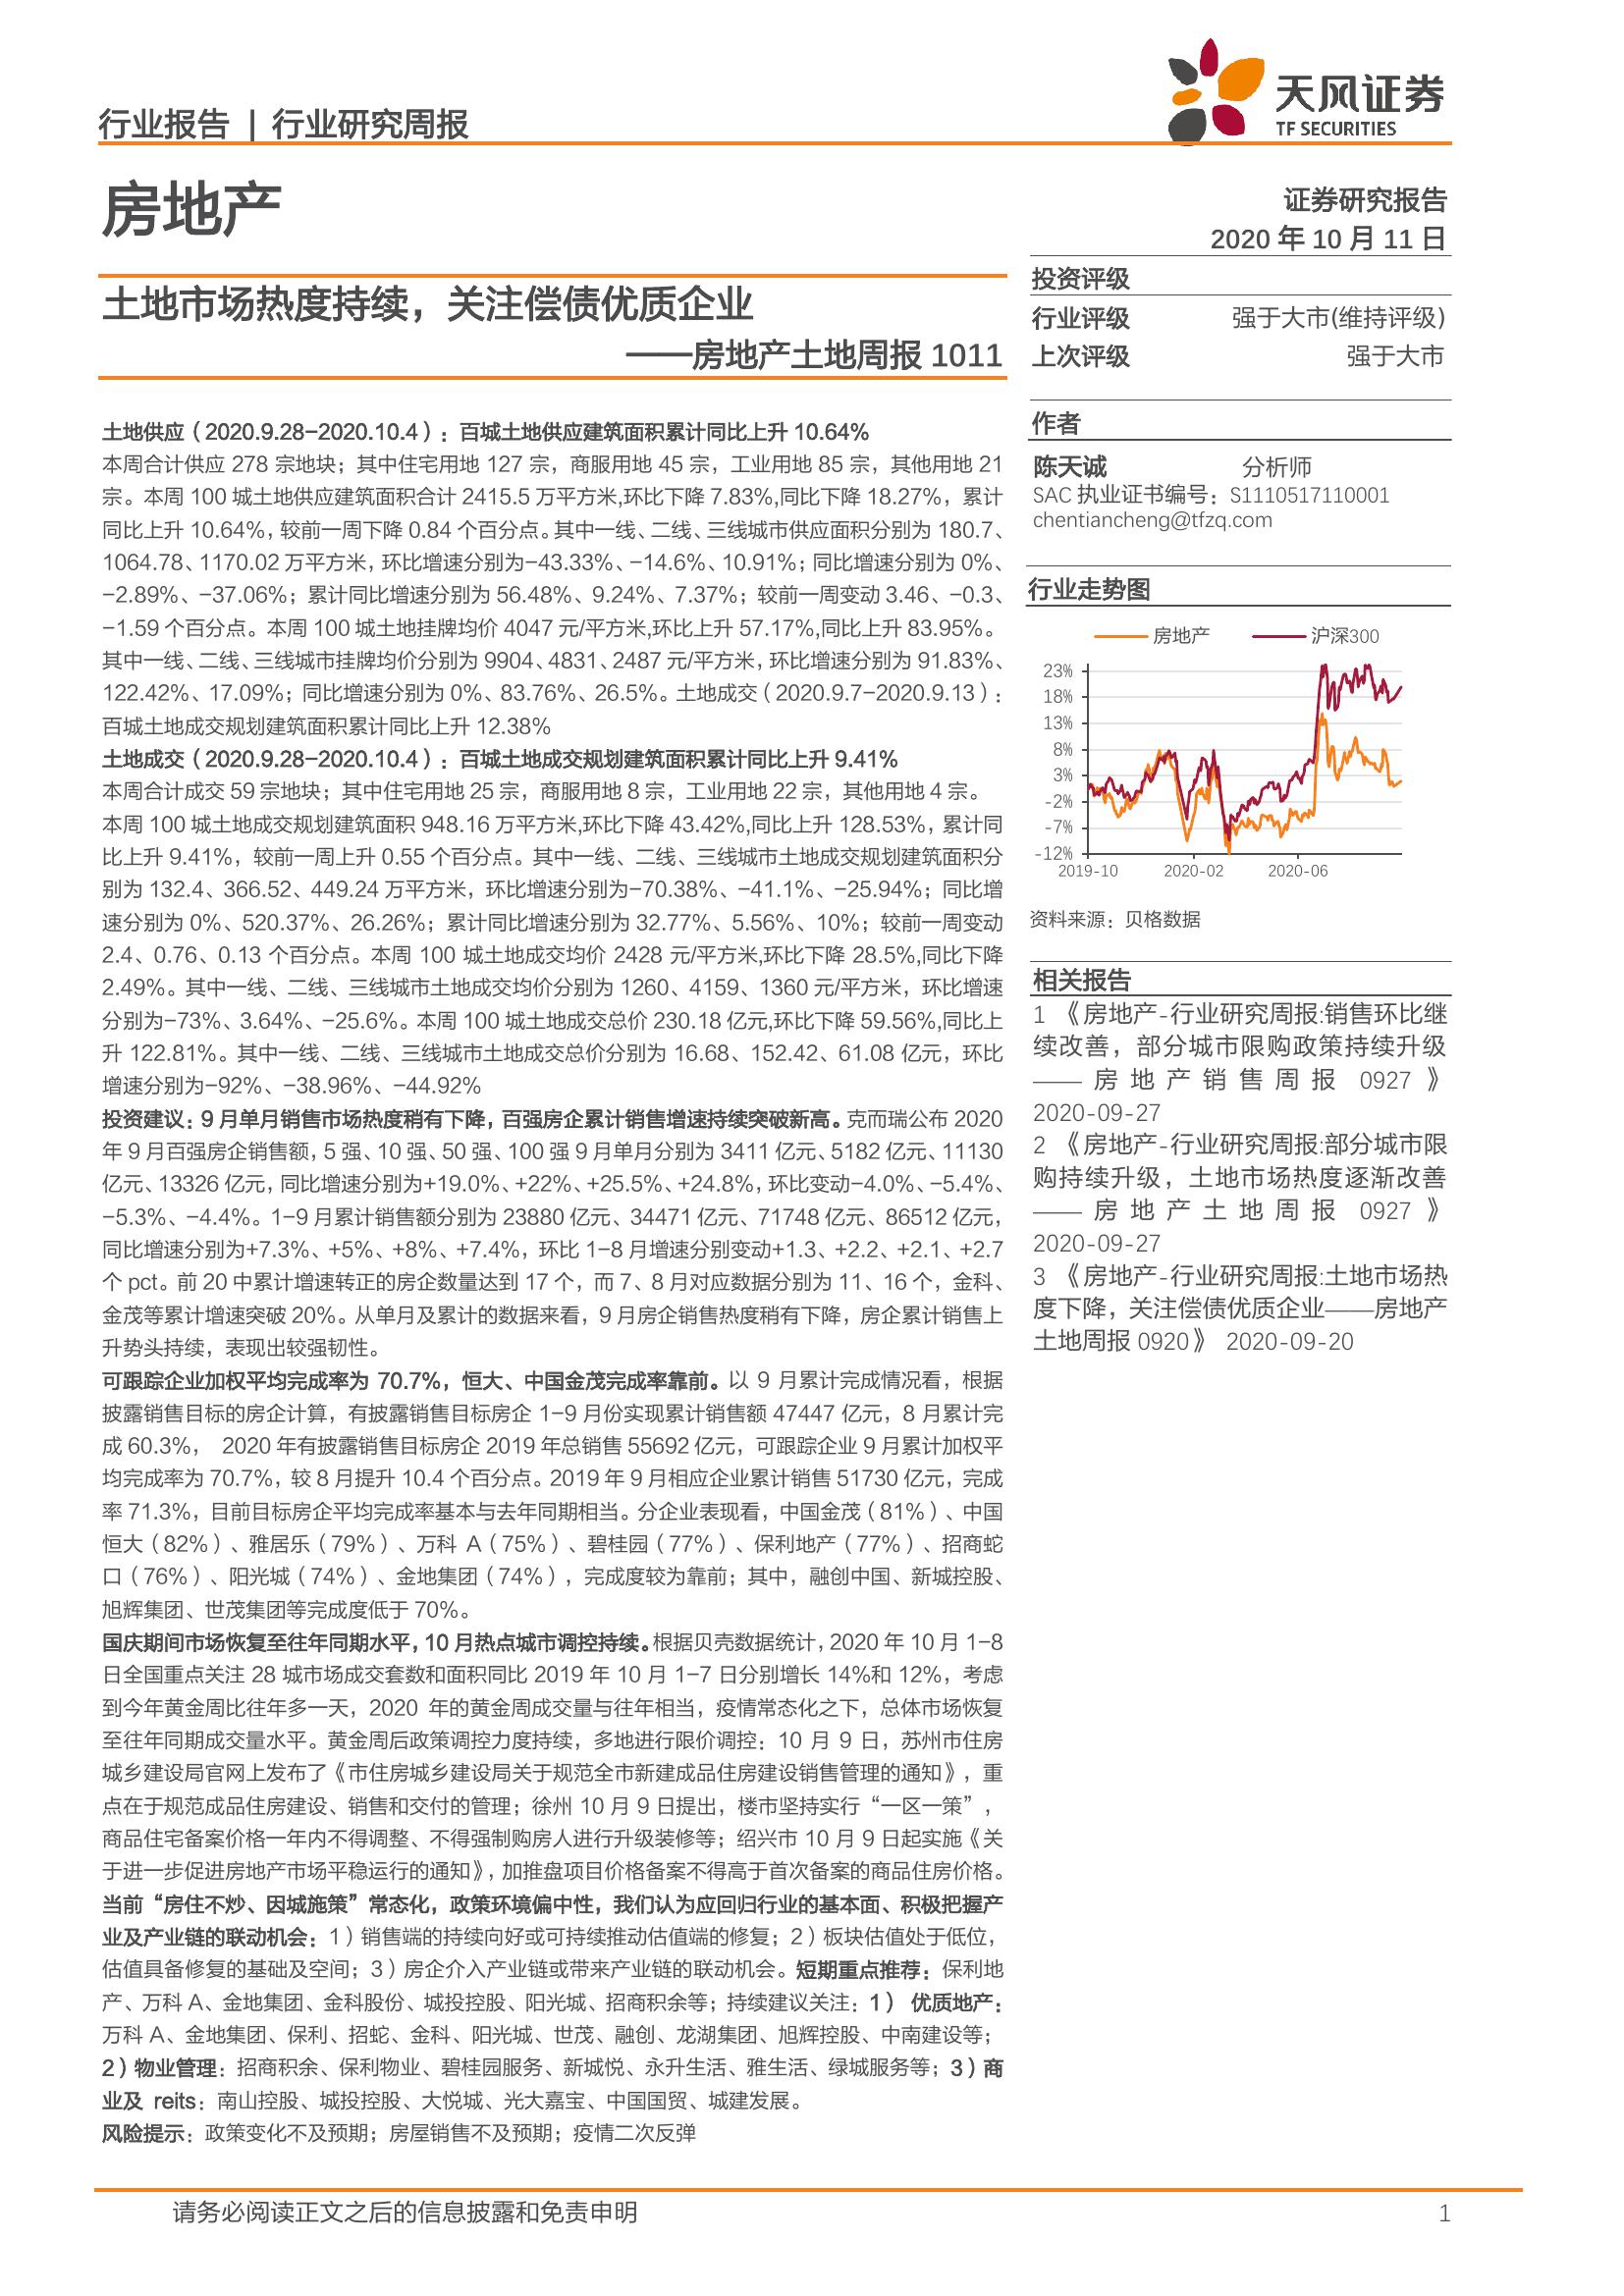 行业报告 | 行业研究周报
天风证券
TF SECURITIES
房地产
证券研究报告
2020 年 10 月 11 日
土地市场热度持续，关注偿债优质企业
——房地产土地周报 1011
土地供应（2020.9.28-2020.10.4）：百城土地供应建筑面积累计同比上升 10.64%
本周合计供应 278 宗地块；其中住宅用地 127 宗，商服用地 45 宗，工业用地 85 宗，其他用地 21
宗。本周 100 城土地供应建筑面积合计 2415.5 万平方米,环比下降 7.83%,同比下降 18.27%，累计
同比上升 10.64%，较前一周下降 0.84 个百分点。其中一线、二线、三线城市供应面积分别为 180.7、
1064.78、1170.02 万平方米，环比增速分别为-43.33%、-14.6%、10.91%；同比增速分别为 0%、
-2.89%、-37.06%；累计同比增速分别为 56.48%、9.24%、7.37%；较前一周变动 3.46、-0.3、
-1.59 个百分点。本周 100 城土地挂牌均价 4047 元/平方米,环比上升 57.17%,同比上升 83.95%。
其中一线、二线、三线城市挂牌均价分别为 9904、4831、2487 元/平方米，环比增速分别为 91.83%、
122.42%、17.09%；同比增速分别为 0%、83.76%、26.5%。土地成交（2020.9.7-2020.9.13）：
百城土地成交规划建筑面积累计同比上升 12.38%
土地成交（2020.9.28-2020.10.4）：百城土地成交规划建筑面积累计同比上升 9.41%
本周合计成交 59 宗地块；其中住宅用地 25 宗，商服用地 8 宗，工业用地 22 宗，其他用地 4 宗。
本周 100 城土地成交规划建筑面积 948.16 万平方米,环比下降 43.42%,同比上升 128.53%，累计同
比上升 9.41%，较前一周上升 0.55 个百分点。其中一线、二线、三线城市土地成交规划建筑面积分
别为 132.4、366.52、449.24 万平方米，环比增速分别为-70.38%、-41.1%、-25.94%；同比增
速分别为 0%、520.37%、26.26%；累计同比增速分别为 32.77%、5.56%、10%；较前一周变动
2.4、0.76、0.13 个百分点。本周 100 城土地成交均价 2428 元/平方米,环比下降 28.5%,同比下降
2.49%。其中一线、二线、三线城市土地成交均价分别为 1260、4159、1360 元/平方米，环比增速
分别为-73%、3.64%、-25.6%。本周 100 城土地成交总价 230.18 亿元,环比下降 59.56%,同比上
升 122.81%。其中一线、二线、三线城市土地成交总价分别为 16.68、152.42、61.08 亿元，环比
增速分别为-92%、-38.96%、-44.92%
投资建议：9 月单月销售市场热度稍有下降，百强房企累计销售增速持续突破新高。克而瑞公布 2020
年 9 月百强房企销售额，5 强、10 强、50 强、100 强 9 月单月分别为 3411 亿元、5182 亿元、11130
亿元、13326 亿元，同比增速分别为+19.0%、+22%、+25.5%、+24.8%，环比变动-4.0%、-5.4%、
-5.3%、-4.4%。1-9 月累计销售额分别为 23880 亿元、34471 亿元、71748 亿元、86512 亿元，
同比增速分别为+7.3%、+5%、+8%、+7.4%，环比 1-8 月增速分别变动+1.3、+2.2、+2.1、+2.7
个 pct。前 20 中累计增速转正的房企数量达到 17 个，而 7、8 月对应数据分别为 11、16 个，金科、
金茂等累计增速突破 20%。从单月及累计的数据来看，9 月房企销售热度稍有下降，房企累计销售上
升势头持续，表现出较强韧性。
可跟踪企业加权平均完成率为 70.7%，恒大、中国金茂完成率靠前。以 9 月累计完成情况看，根据
披露销售目标的房企计算，有披露销售目标房企 1-9 月份实现累计销售额 47447 亿元，8 月累计完
成 60.3%， 2020 年有披露销售目标房企 2019 年总销售 55692 亿元，可跟踪企业 9 月累计加权平
均完成率为 70.7%，较 8 月提升 10.4 个百分点。2019 年 9 月相应企业累计销售 51730 亿元，完成
率 71.3%，目前目标房企平均完成率基本与去年同期相当。分企业表现看，中国金茂（81%）、中国
恒大（82%）、雅居乐（79%）、万科 A（75%）、碧桂园（77%）、保利地产（77%）、招商蛇
口（76%）、阳光城（74%）、金地集团（74%），完成度较为靠前；其中，融创中国、新城控股、
旭辉集团、世茂集团等完成度低于 70%。
国庆期间市场恢复至往年同期水平，10 月热点城市调控持续。根据贝壳数据统计，2020 年 10 月 1-8
日全国重点关注 28 城市场成交套数和面积同比 2019 年 10 月 1-7 日分别增长 14%和 12%，考虑
到今年黄金周比往年多一天，2020 年的黄金周成交量与往年相当，疫情常态化之下，总体市场恢复
至往年同期成交量水平。黄金周后政策调控力度持续，多地进行限价调控：10 月 9 日，苏州市住房
城乡建设局官网上发布了《市住房城乡建设局关于规范全市新建成品住房建设销售管理的通知》，重
点在于规范成品住房建设、销售和交付的管理；徐州 10 月 9 日提出，楼市坚持实行“一区一策”，
商品住宅备案价格一年内不得调整、不得强制购房人进行升级装修等；绍兴市 10 月 9 日起实施《关
于进一步促进房地产市场平稳运行的通知》，加推盘项目价格备案不得高于首次备案的商品住房价格。
当前“房住不炒、因城施策”常态化，政策环境偏中性，我们认为应回归行业的基本面、积极把握产
业及产业链的联动机会：1）销售端的持续向好或可持续推动估值端的修复；2）板块估值处于低位，
估值具备修复的基础及空间；3）房企介入产业链或带来产业链的联动机会。短期重点推荐：保利地
产、万科 A、金地集团、金科股份、城投控股、阳光城、招商积余等；持续建议关注：1） 优质地产：
万科 A、金地集团、保利、招蛇、金科、阳光城、世茂、融创、龙湖集团、旭辉控股、中南建设等；
2）物业管理：招商积余、保利物业、碧桂园服务、新城悦、永升生活、雅生活、绿城服务等；3）商
业及 reits：南山控股、城投控股、大悦城、光大嘉宝、中国国贸、城建发展。
风险提示：政策变化不及预期；房屋销售不及预期；疫情二次反弹
投资评级
行业评级 强于大市(维持评级)
上次评级 强于大市
作者
陈天诚 分析师
SAC 执业证书编号：S1110517110001
chentiancheng@tfzq.com
行业走势图
房地产 沪深300
23%
18%
13%
8%
3%
-2%
-7%
-12%
2019-10 2020-02 2020-06
资料来源：贝格数据
相关报告
1 《房地产-行业研究周报:销售环比继
续改善，部分城市限购政策持续升级
——房地产销售周报 0927》
2020-09-27
2 《房地产-行业研究周报:部分城市限
购持续升级，土地市场热度逐渐改善
——房地产土地周报 0927》
2020-09-27
3 《房地产-行业研究周报:土地市场热
度下降，关注偿债优质企业——房地产
土地周报 0920》 2020-09-20
请务必阅读正文之后的信息披露和免责申明 1